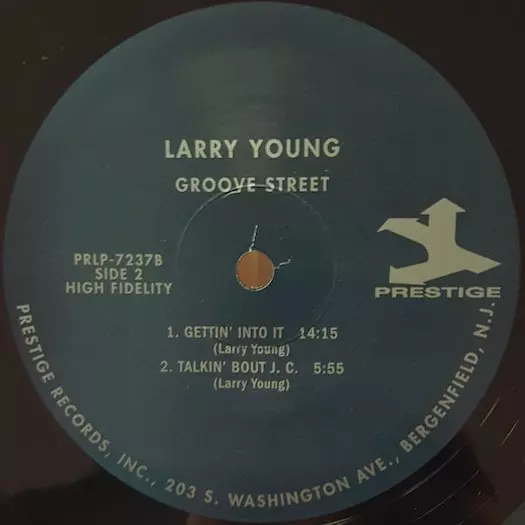 LARRY YOUNG
GROOVE STREET
PRLP-7237B
SIDE 2
HIGH FIDELITY
PRESTIGE
1. GETTIN' INTO IT 14:15
(Larry Young)
2. TALKIN' BOUT J. C. 5:55
(Larry Young)
PRESTIGE RECORDS, INC., 203 S. WASHINGTON AVE., BERGENFIELD, N.J.